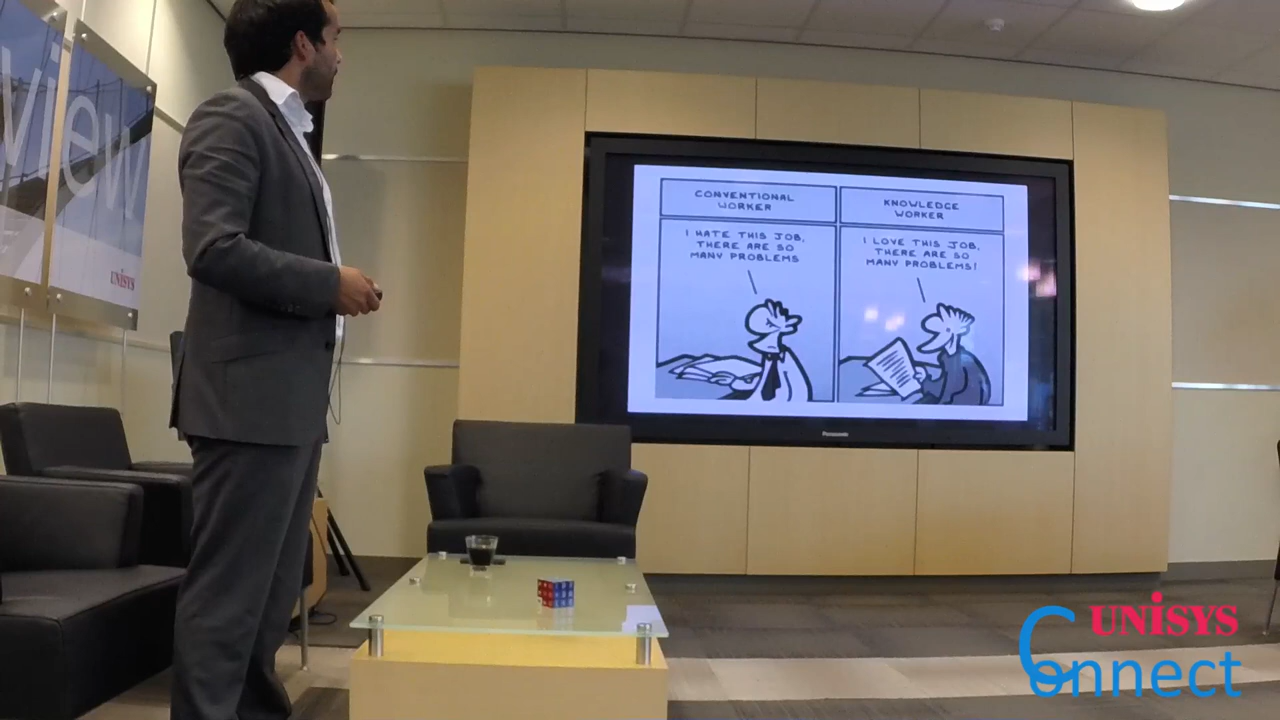 view
UNISYS
CONVENTIONAL
WORKER
I HATE THIS JOB,
THERE ARE SO
MANY PROBLEMS
KNOWLEDGE
WORKER
I LOVE THIS JOB,
THERE ARE SO
MANY PROBLEMS!
Panasonic
UNISYS
Connect